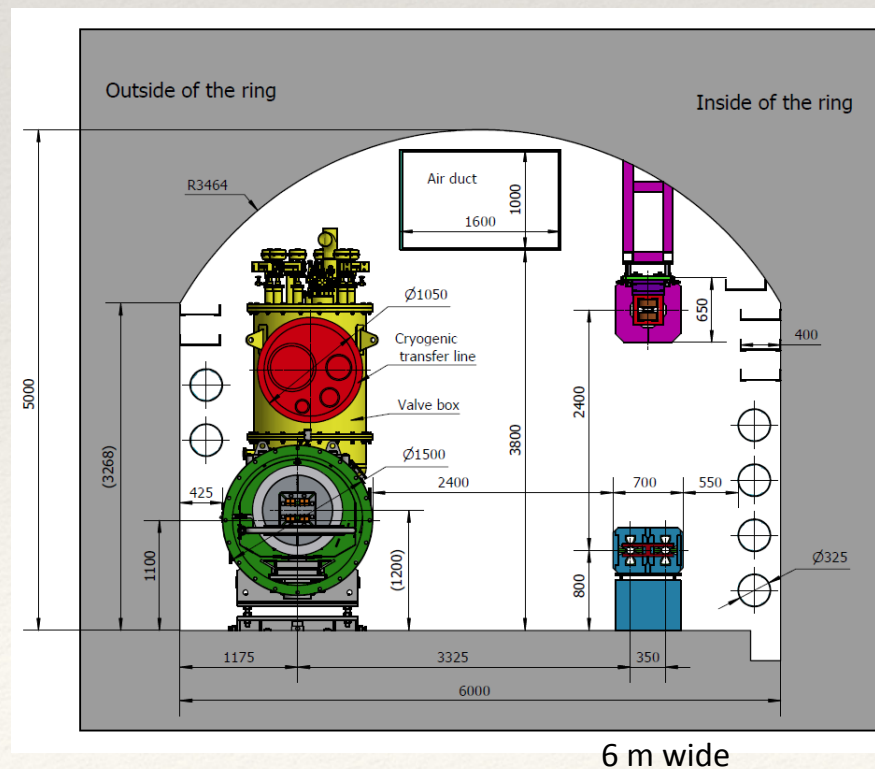 Outside of the ring
Inside of the ring
R3464
Air duct
1000
1600
Ø1050
650
Cryogenic
transfer line
400
5000
Valve box
2400
3800
(3268)
Ø1500
425
2400
700
550
1100
(1200)
800
Ø325
1175
3325
350
6000
6 m wide